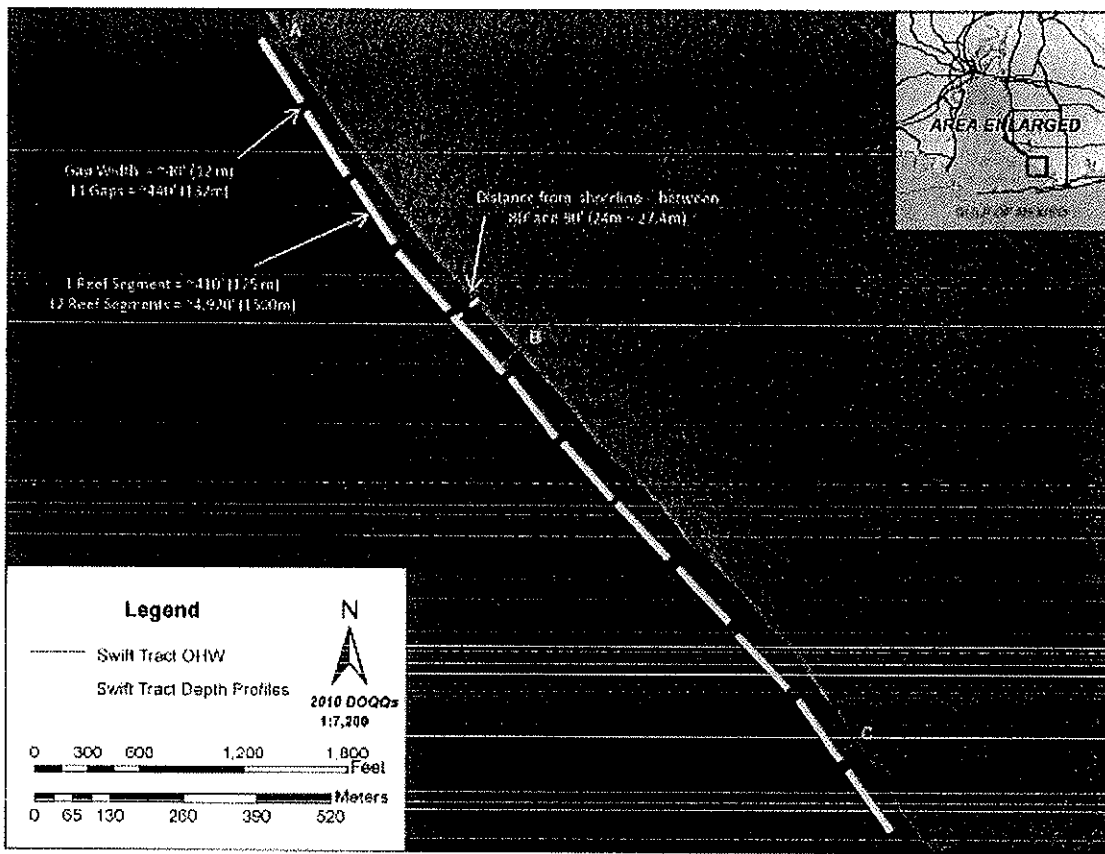 A
Gap Width = ~40' (12 m)
11 Gaps = ~440' (132m)
Distance from shoreline - between
80' and 90' (24m - 27.4m)
1 Reef Segment = ~410' (125 m)
12 Reef Segments = ~4,920' (1500m)
B
C
AREA ENLARGED
GULF OF MEXICO
Legend
Swift Tract OHW
Swift Tract Depth Profiles
N
2010 DOQQs
1:7,200
0 300 600 1,200 1,800
Feet
Meters
0 65 130 260 390 520